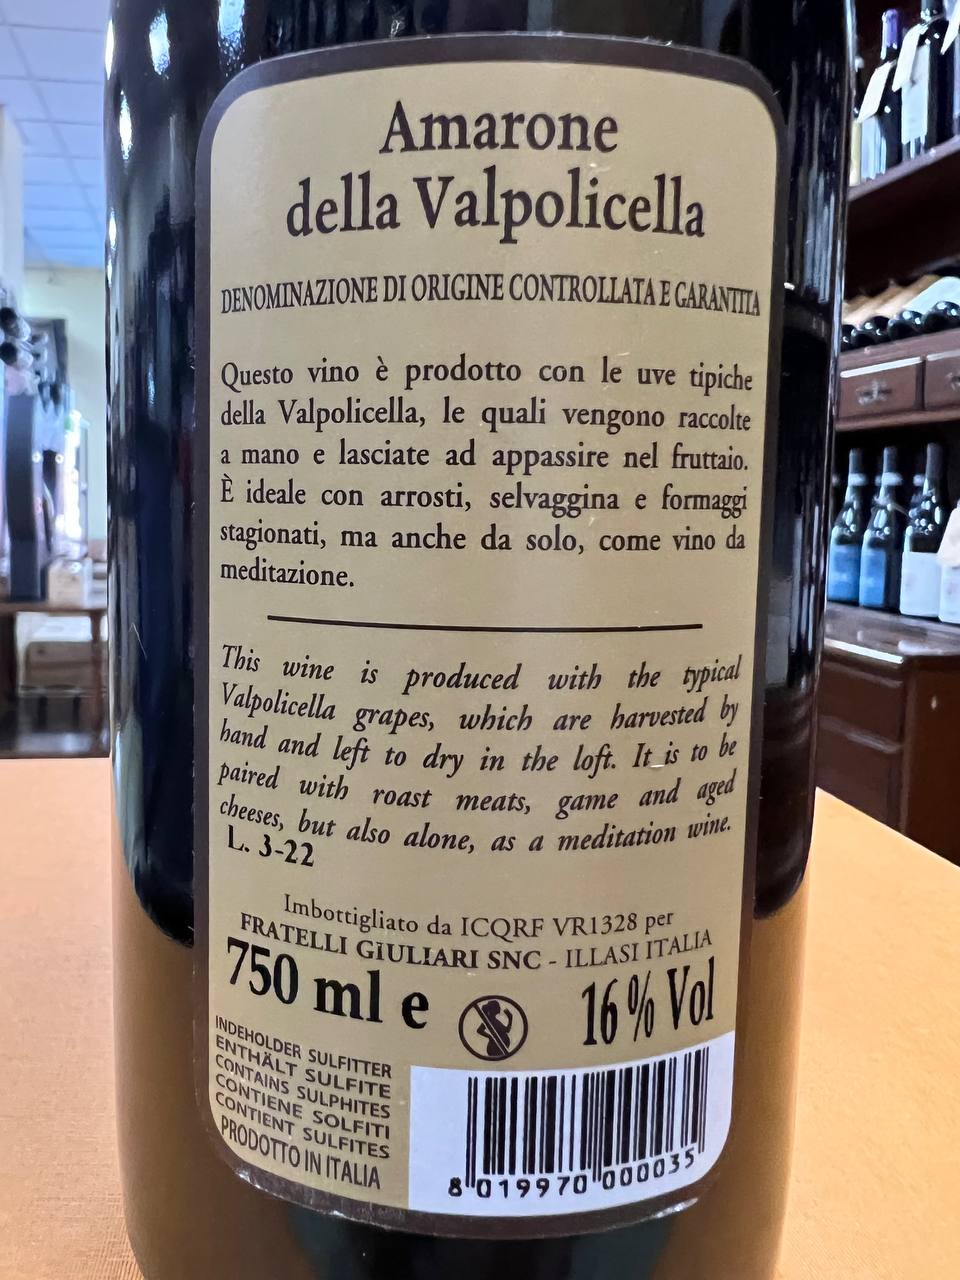 Amarone
della Valpolicella
DENOMINAZIONE DI ORIGINE CONTROLLATA E GARANTITA
Questo vino è prodotto con le uve tipiche
della Valpolicella, le quali vengono raccolte
a mano e lasciate ad appassire nel fruttaio.
È ideale con arrosti, selvaggina e formaggi
stagionati, ma anche da solo, come vino da
meditazione.
This wine is produced with the typical
Valpolicella grapes, which are harvested by
hand and left to dry in the loft. It is to be
paired with roast meats, game and aged
cheeses, but also alone, as a meditation wine.
L. 3-22
Imbottigliato da ICQRF VR1328 per
FRATELLI GIULIARI SNC - ILLASI ITALIA
750 ml e 16 % Vol
INDEHOLDER SULFITTER
ENTHÄLT SULFITE
CONTAINS SULPHITES
CONTIENE SOLFITI
CONTIENT SULFITES
PRODOTTO IN ITALIA
8 019970 000035